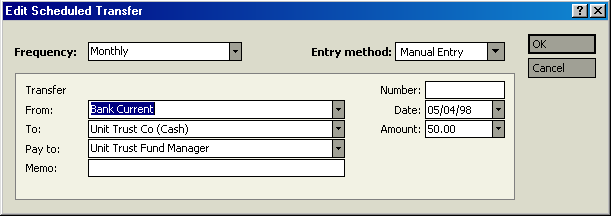 Edit Scheduled Transfer
Frequency: Monthly Entry method: Manual Entry OK
Cancel
Transfer Number:
From: Bank Current Date: 05/04/98
To: Unit Trust Co (Cash) Amount: 50.00
Pay to: Unit Trust Fund Manager
Memo: